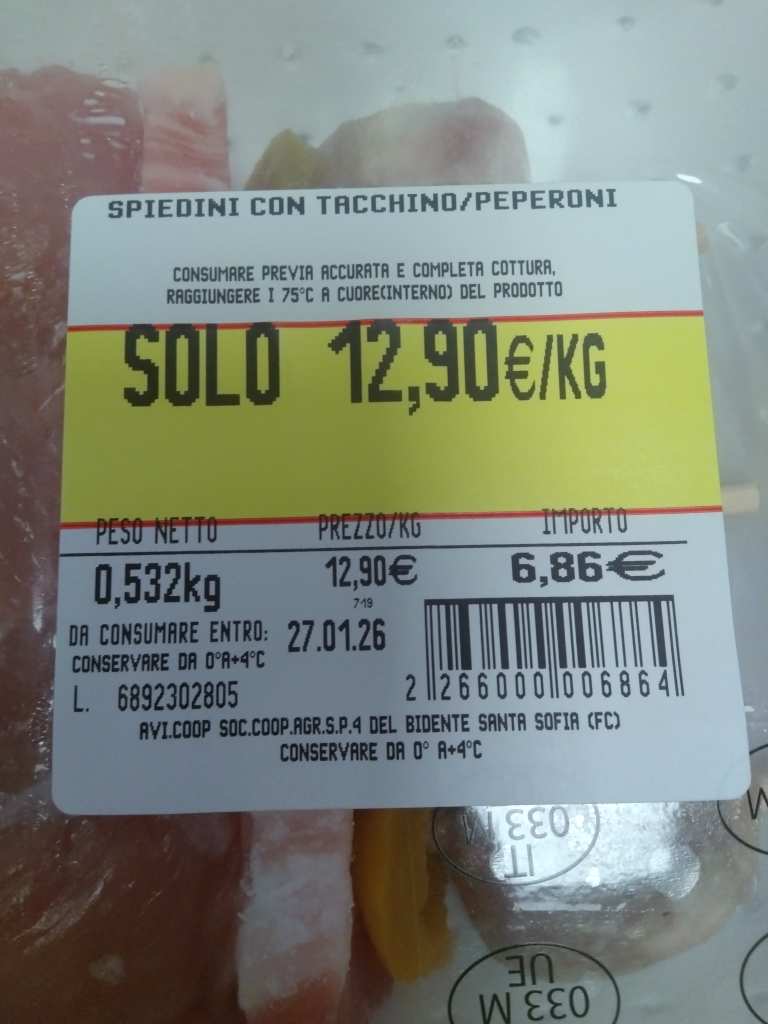 SPIEDINI CON TACCHINO/PEPERONI
CONSUMARE PREVIA ACCURATA E COMPLETA COTTURA,
RAGGIUNGERE I 75°C A CUORE(INTERNO) DEL PRODOTTO
SOLO 12,90€/KG
PESO NETTO PREZZO/KG IMPORTO
0,532kg 12,90€ 6,86€
7-19
DA CONSUMARE ENTRO: 27.01.26
CONSERVARE DA 0°A+4°C
L. 6892302805
2 266000 006864
AVI.COOP SOC.COOP.AGR.S.P.4 DEL BIDENTE SANTA SOFIA (FC)
CONSERVARE DA 0° A+4°C
IT
033 M
UE
033 M